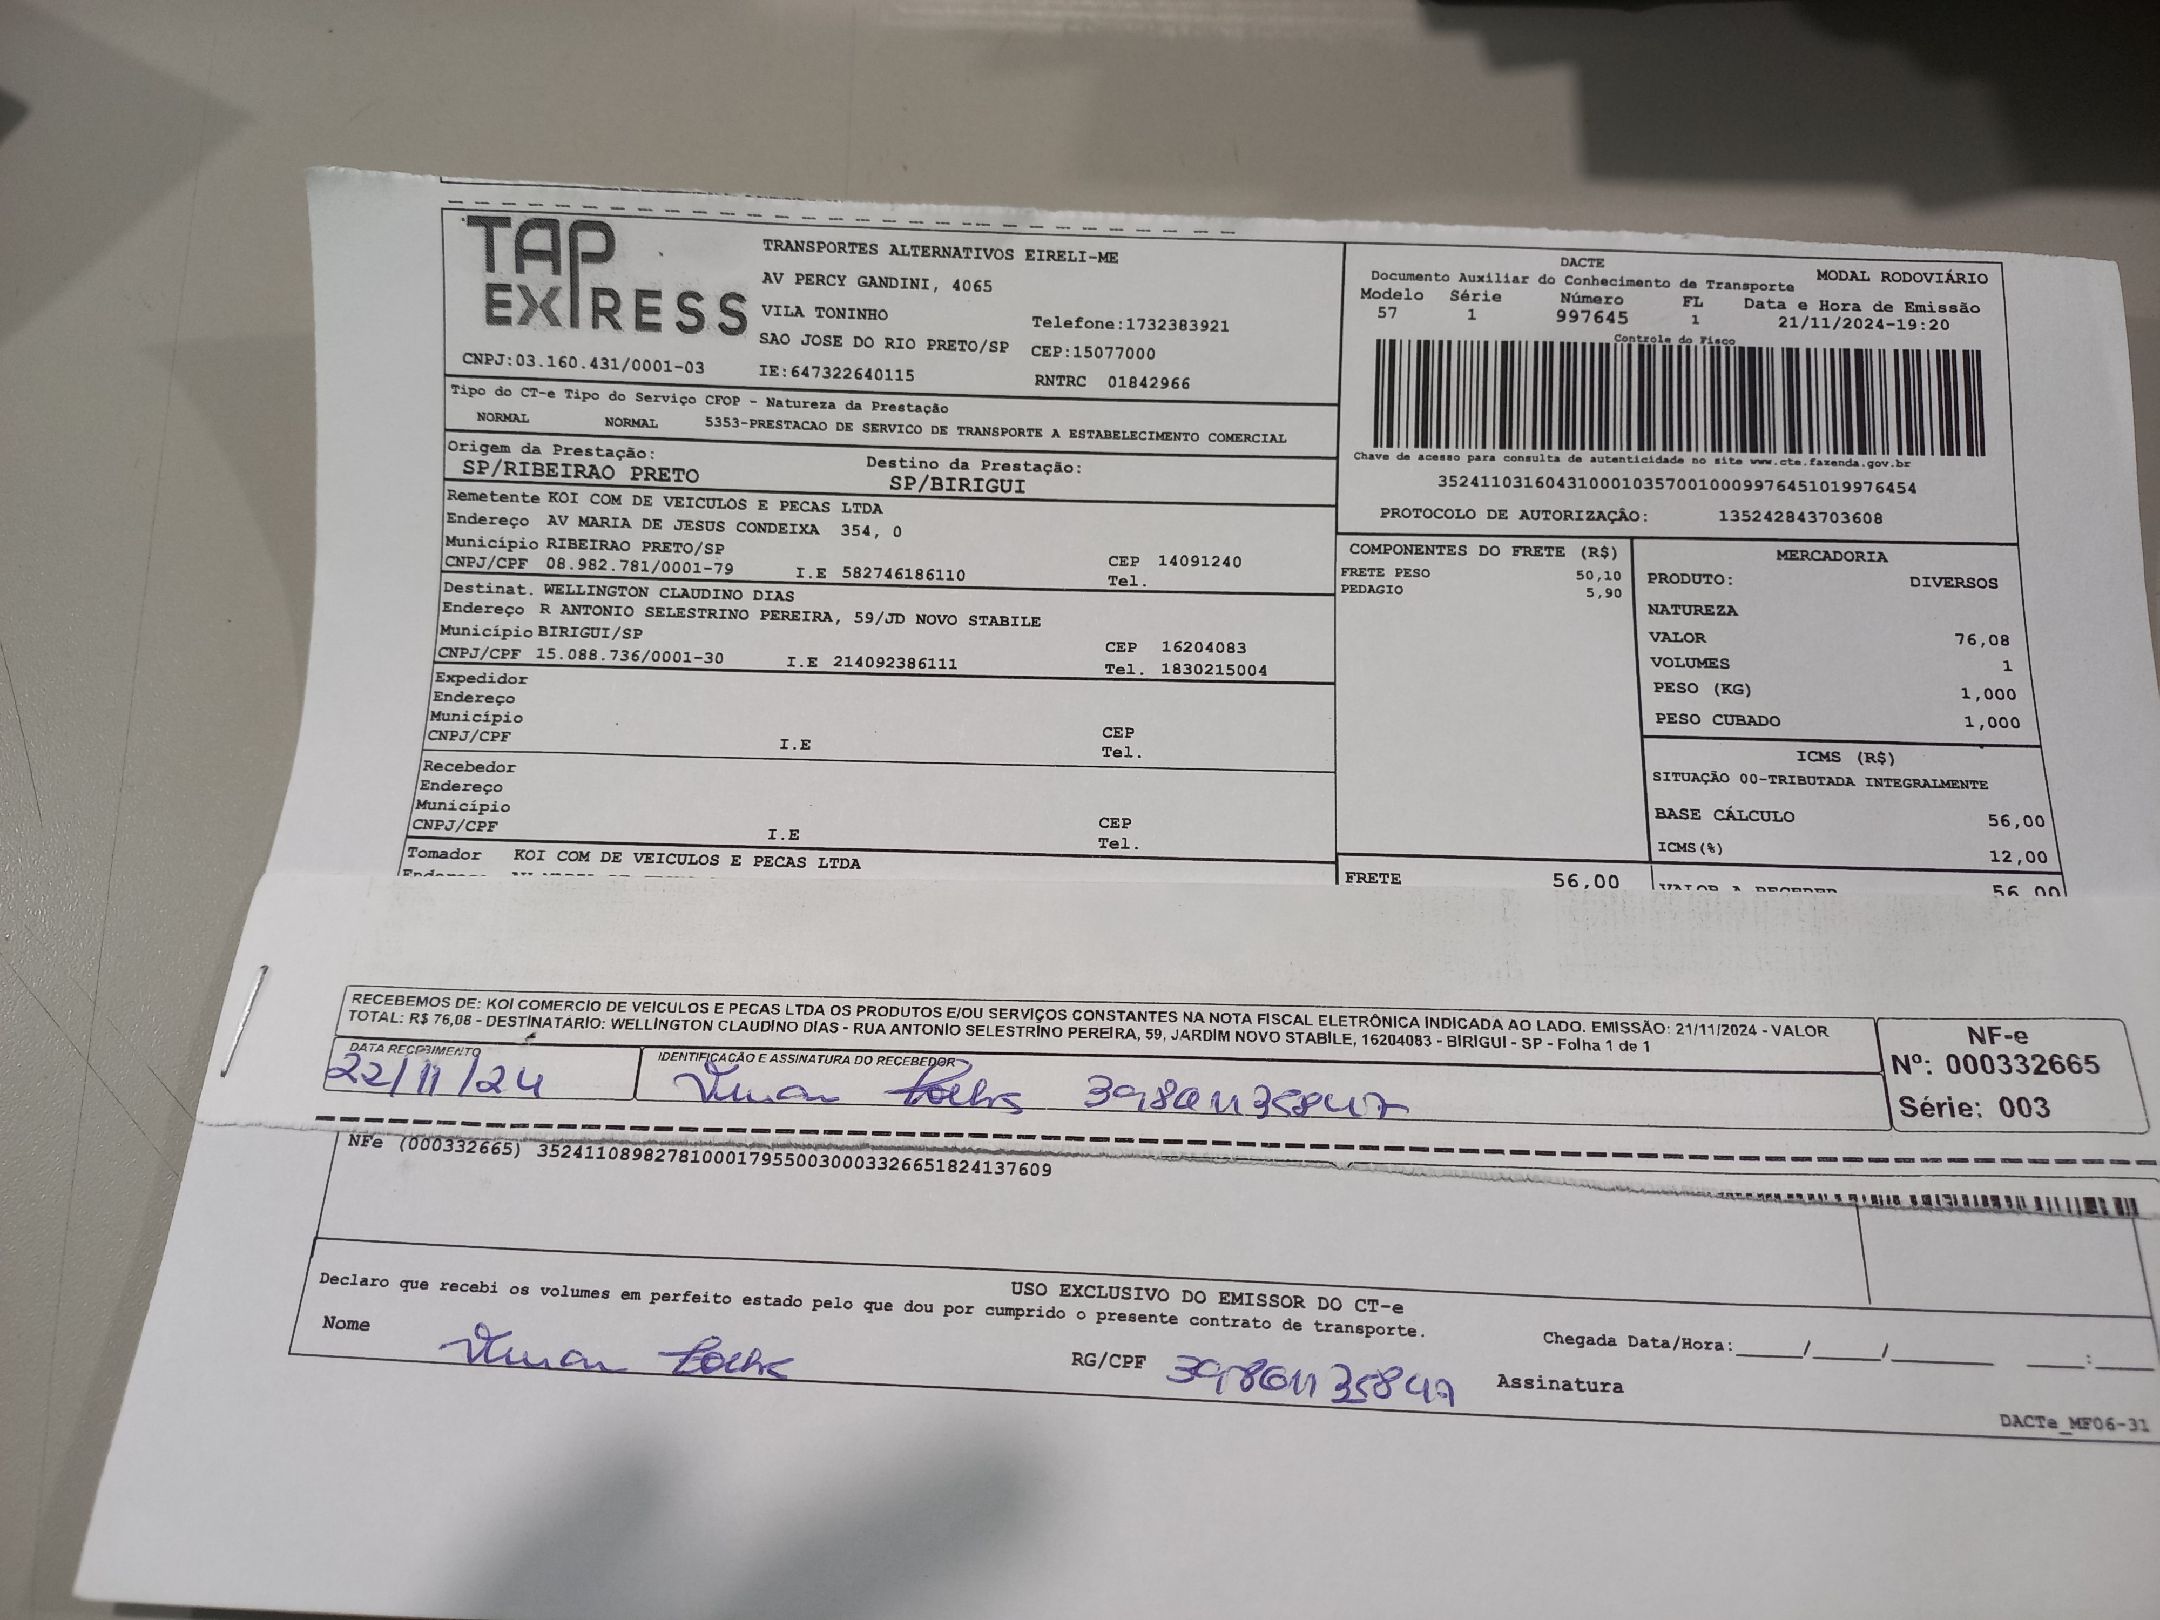 TAP EXPRESS
TRANSPORTES ALTERNATIVOS EIRELI-ME
AV PERCY GANDINI, 4065
VILA TONINHO
Telefone:1732383921
SAO JOSE DO RIO PRETO/SP CEP:15077000
CNPJ:03.160.431/0001-03 IE:647322640115 RNTRC 01842966
DACTE
MODAL RODOVIÁRIO
Documento Auxiliar do Conhecimento de Transporte
Modelo Série Número FL Data e Hora de Emissão
57 1 997645 1 21/11/2024-19:20
Controle do Fisco
Chave de acesso para consulta de autenticidade no site www.cte.fazenda.gov.br
35241103160431000103570010009976451019976454
PROTOCOLO DE AUTORIZAÇÃO: 135242843703608
Tipo do CT-e Tipo do Serviço CFOP - Natureza da Prestação
NORMAL NORMAL 5353-PRESTACAO DE SERVICO DE TRANSPORTE A ESTABELECIMENTO COMERCIAL
Origem da Prestação: Destino da Prestação:
SP/RIBEIRAO PRETO SP/BIRIGUI
Remetente KOI COM DE VEICULOS E PECAS LTDA
Endereço AV MARIA DE JESUS CONDEIXA 354, 0
Município RIBEIRAO PRETO/SP CEP 14091240
CNPJ/CPF 08.982.781/0001-79 I.E 582746186110 Tel.
Destinat. WELLINGTON CLAUDINO DIAS
Endereço R ANTONIO SELESTRINO PEREIRA, 59/JD NOVO STABILE
Município BIRIGUI/SP CEP 16204083
CNPJ/CPF 15.088.736/0001-30 I.E 214092386111 Tel. 1830215004
Expedidor
Endereço
Município CEP
CNPJ/CPF I.E Tel.
Recebedor
Endereço
Município CEP
CNPJ/CPF I.E Tel.
Tomador KOI COM DE VEICULOS E PECAS LTDA
COMPONENTES DO FRETE (R$)
FRETE PESO 50,10
PEDAGIO 5,90
FRETE 56,00
MERCADORIA
PRODUTO: DIVERSOS
NATUREZA
VALOR 76,08
VOLUMES 1
PESO (KG) 1,000
PESO CUBADO 1,000
ICMS (R$)
SITUAÇÃO 00-TRIBUTADA INTEGRALMENTE
BASE CÁLCULO 56,00
ICMS(%) 12,00
VALOR A RECEBER 56,00
RECEBEMOS DE: KOI COMERCIO DE VEICULOS E PECAS LTDA OS PRODUTOS E/OU SERVIÇOS CONSTANTES NA NOTA FISCAL ELETRÔNICA INDICADA AO LADO. EMISSÃO: 21/11/2024 - VALOR
TOTAL: R$ 76,08 - DESTINATÁRIO: WELLINGTON CLAUDINO DIAS - RUA ANTONIO SELESTRINO PEREIRA, 59, JARDIM NOVO STABILE, 16204083 - BIRIGUI - SP - Folha 1 de 1
DATA RECEBIMENTO IDENTIFICAÇÃO E ASSINATURA DO RECEBEDOR
22/11/24 39801135847
NF-e
Nº: 000332665
Série: 003
NFe (000332665) 35241108982781000179550030003326651824137609
USO EXCLUSIVO DO EMISSOR DO CT-e
Declaro que recebi os volumes em perfeito estado pelo que dou por cumprido o presente contrato de transporte.
Nome RG/CPF 39801135847 Assinatura
Chegada Data/Hora:_____/_____/______ ____:____
DACTe_MF06-31